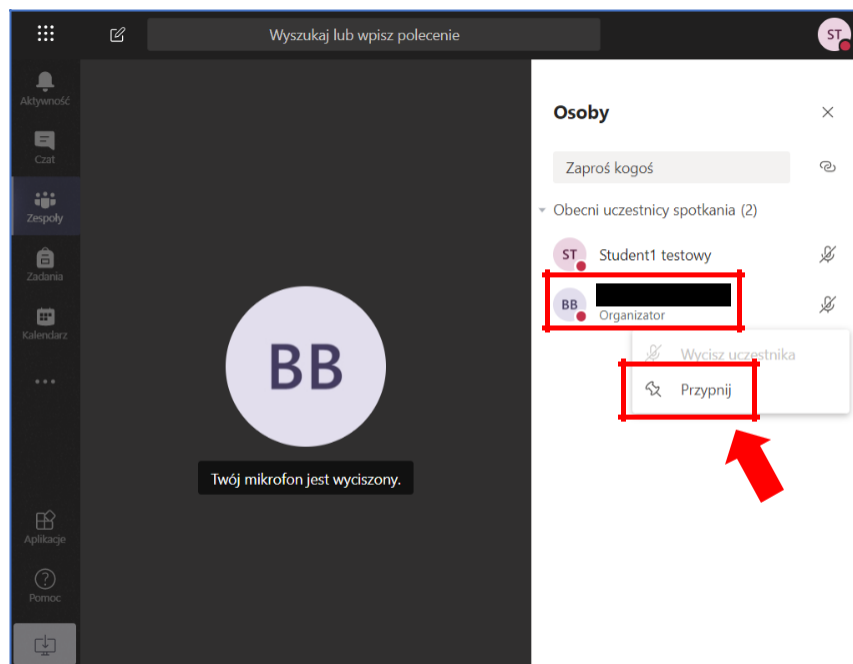 Wyszukaj lub wpisz polecenie
ST
Aktywność
Czat
Zespoły
Zadania
Kalendarz
Aplikacje
Pomoc
BB
Twój mikrofon jest wyciszony.
Osoby
Zaproś kogoś
Obecni uczestnicy spotkania (2)
ST Student1 testowy
BB
Organizator
Wycisz uczestnika
Przypnij